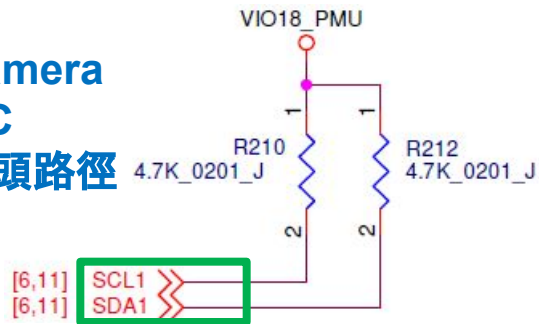 VIO18_PMU
mera
C
頭路徑
1
1
R210
4.7K_0201_J
R212
4.7K_0201_J
2
2
[6,11] SCL1
[6,11] SDA1